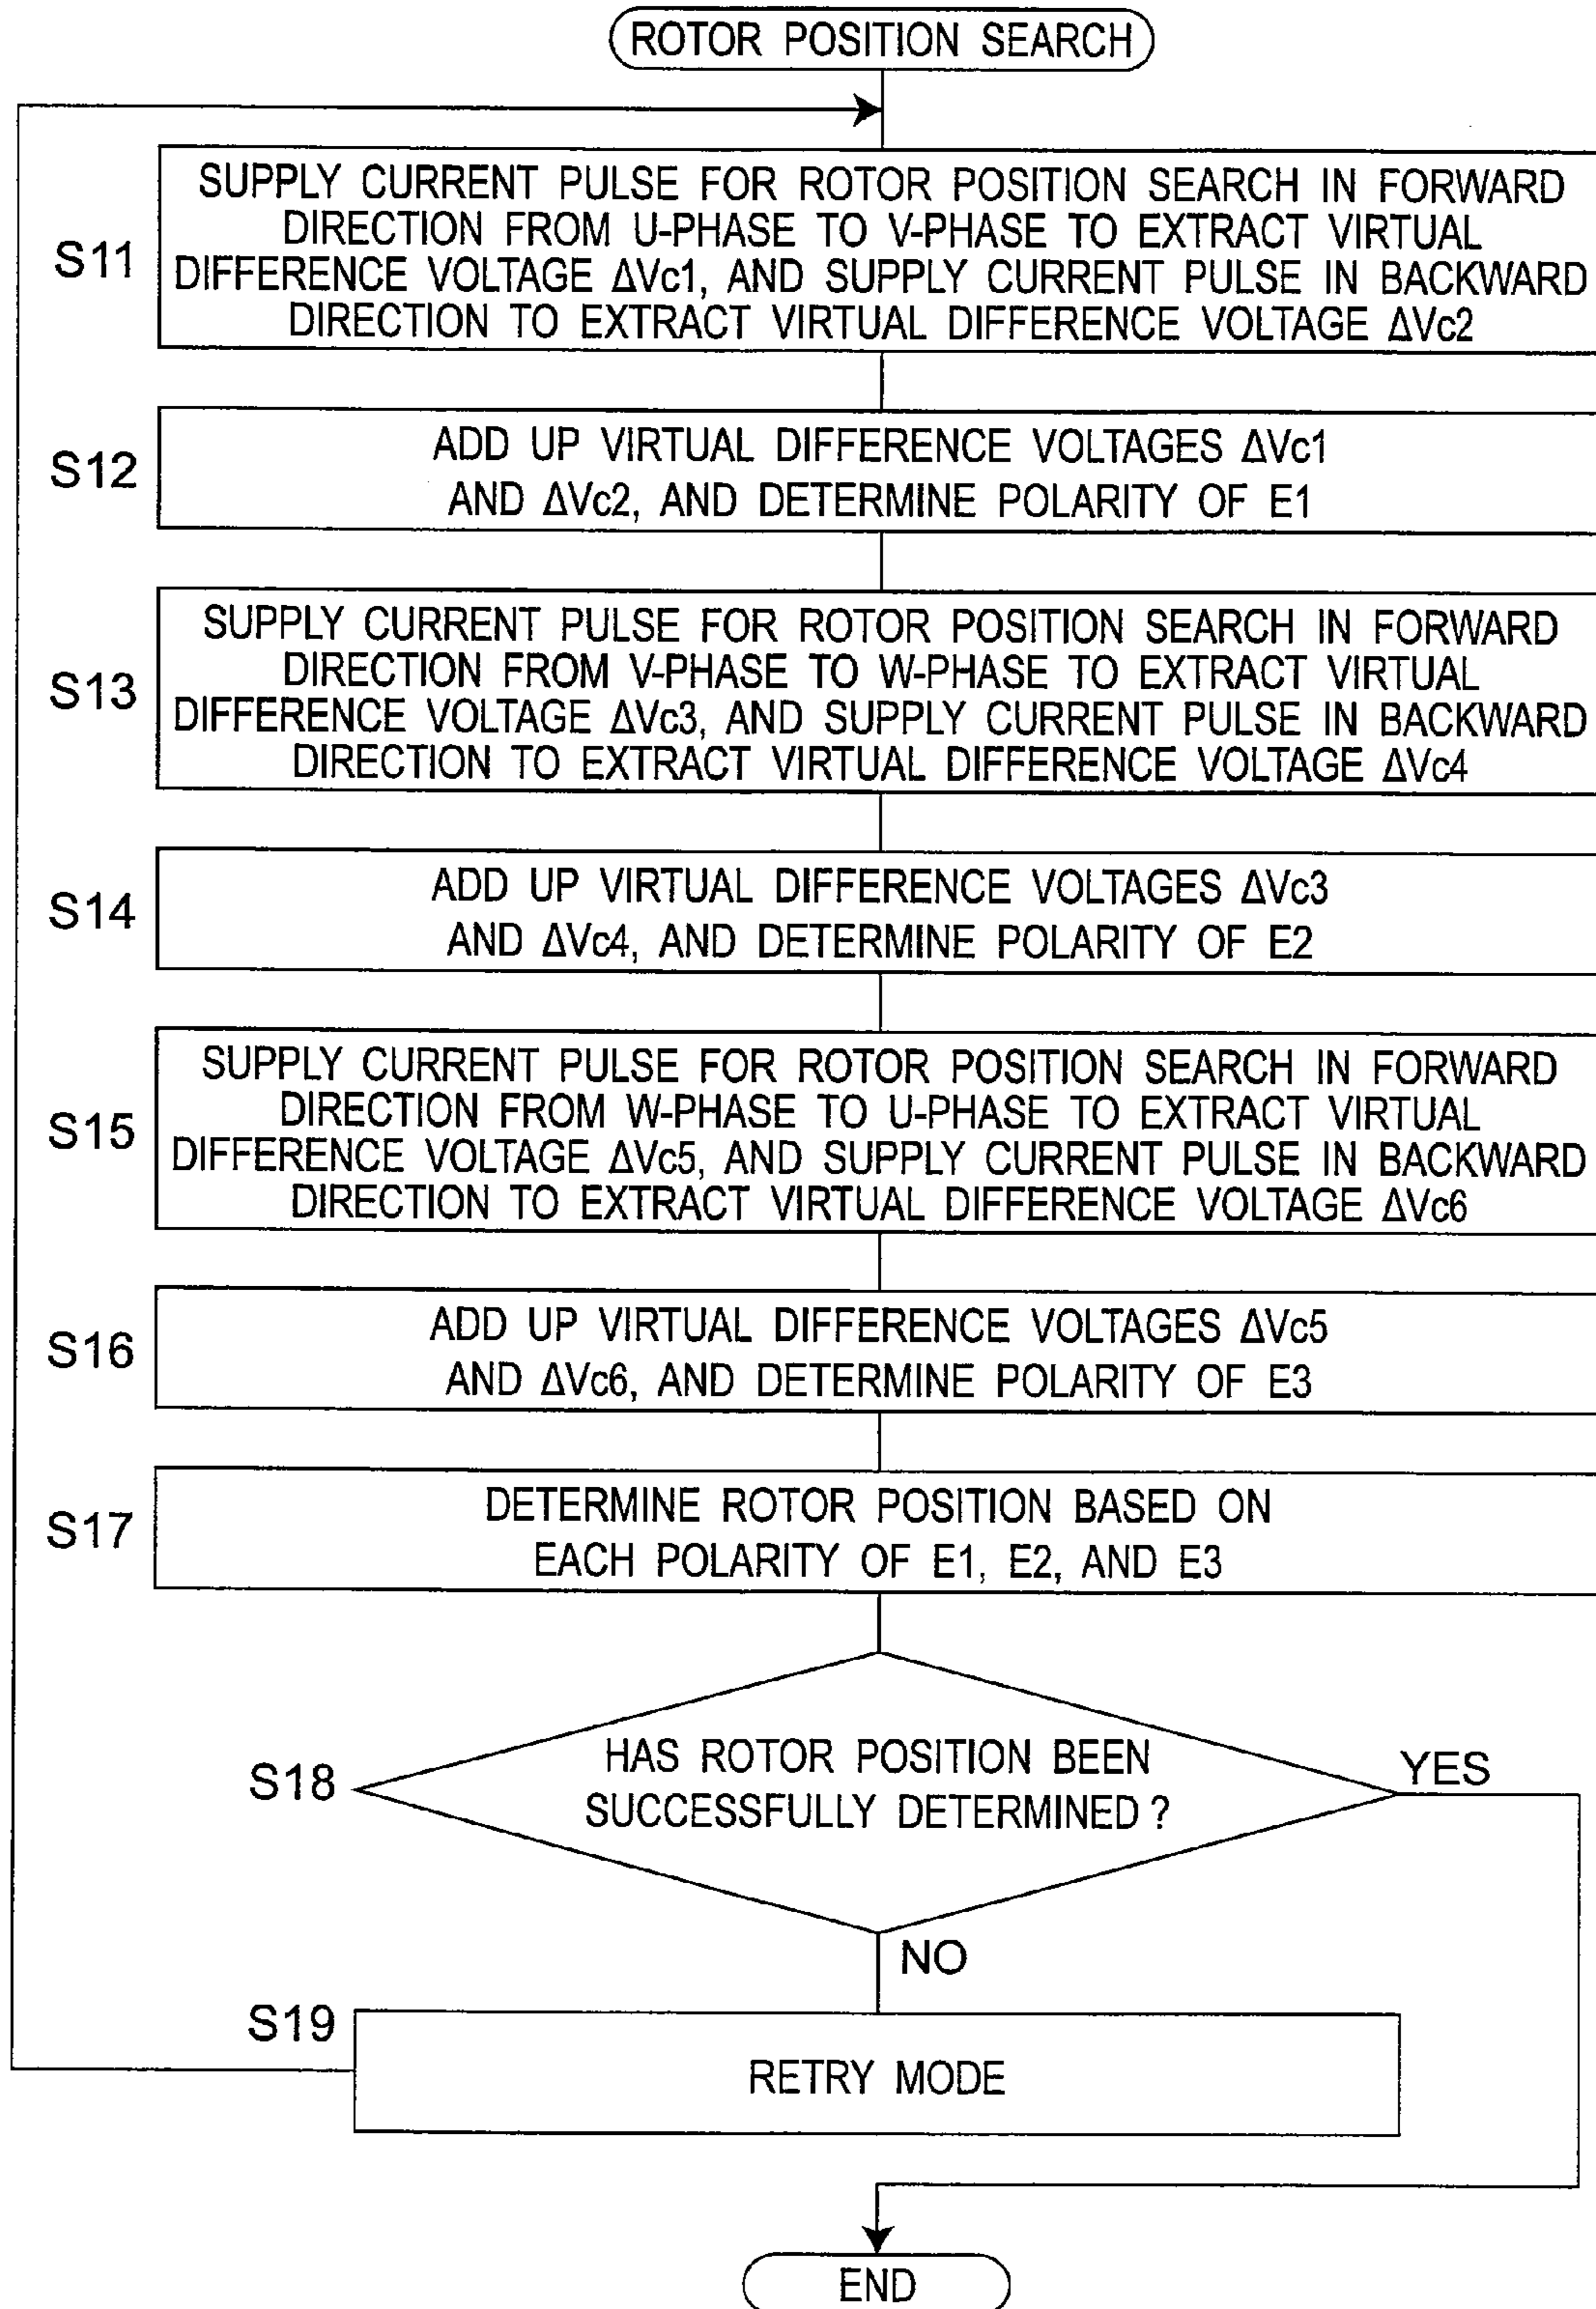 ROTOR POSITION SEARCH
S11
SUPPLY CURRENT PULSE FOR ROTOR POSITION SEARCH IN FORWARD
DIRECTION FROM U-PHASE TO V-PHASE TO EXTRACT VIRTUAL
DIFFERENCE VOLTAGE ΔVc1, AND SUPPLY CURRENT PULSE IN BACKWARD
DIRECTION TO EXTRACT VIRTUAL DIFFERENCE VOLTAGE ΔVc2
S12
ADD UP VIRTUAL DIFFERENCE VOLTAGES ΔVc1
AND ΔVc2, AND DETERMINE POLARITY OF E1
S13
SUPPLY CURRENT PULSE FOR ROTOR POSITION SEARCH IN FORWARD
DIRECTION FROM V-PHASE TO W-PHASE TO EXTRACT VIRTUAL
DIFFERENCE VOLTAGE ΔVc3, AND SUPPLY CURRENT PULSE IN BACKWARD
DIRECTION TO EXTRACT VIRTUAL DIFFERENCE VOLTAGE ΔVc4
S14
ADD UP VIRTUAL DIFFERENCE VOLTAGES ΔVc3
AND ΔVc4, AND DETERMINE POLARITY OF E2
S15
SUPPLY CURRENT PULSE FOR ROTOR POSITION SEARCH IN FORWARD
DIRECTION FROM W-PHASE TO U-PHASE TO EXTRACT VIRTUAL
DIFFERENCE VOLTAGE ΔVc5, AND SUPPLY CURRENT PULSE IN BACKWARD
DIRECTION TO EXTRACT VIRTUAL DIFFERENCE VOLTAGE ΔVc6
S16
ADD UP VIRTUAL DIFFERENCE VOLTAGES ΔVc5
AND ΔVc6, AND DETERMINE POLARITY OF E3
S17
DETERMINE ROTOR POSITION BASED ON
EACH POLARITY OF E1, E2, AND E3
S18
HAS ROTOR POSITION BEEN
SUCCESSFULLY DETERMINED ?
YES
NO
S19
RETRY MODE
END